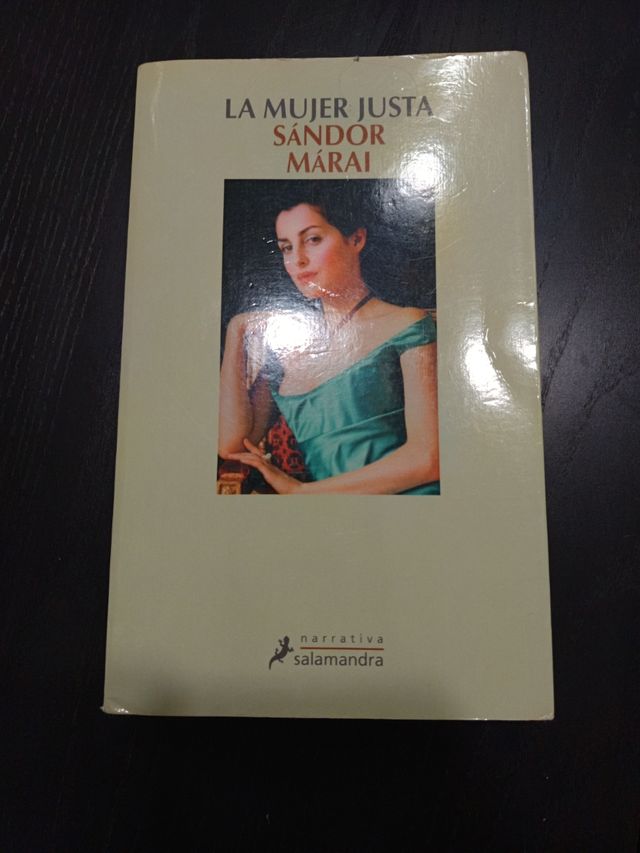 LA MUJER JUSTA
SÁNDOR
MÁRAI
narrativa
salamandra